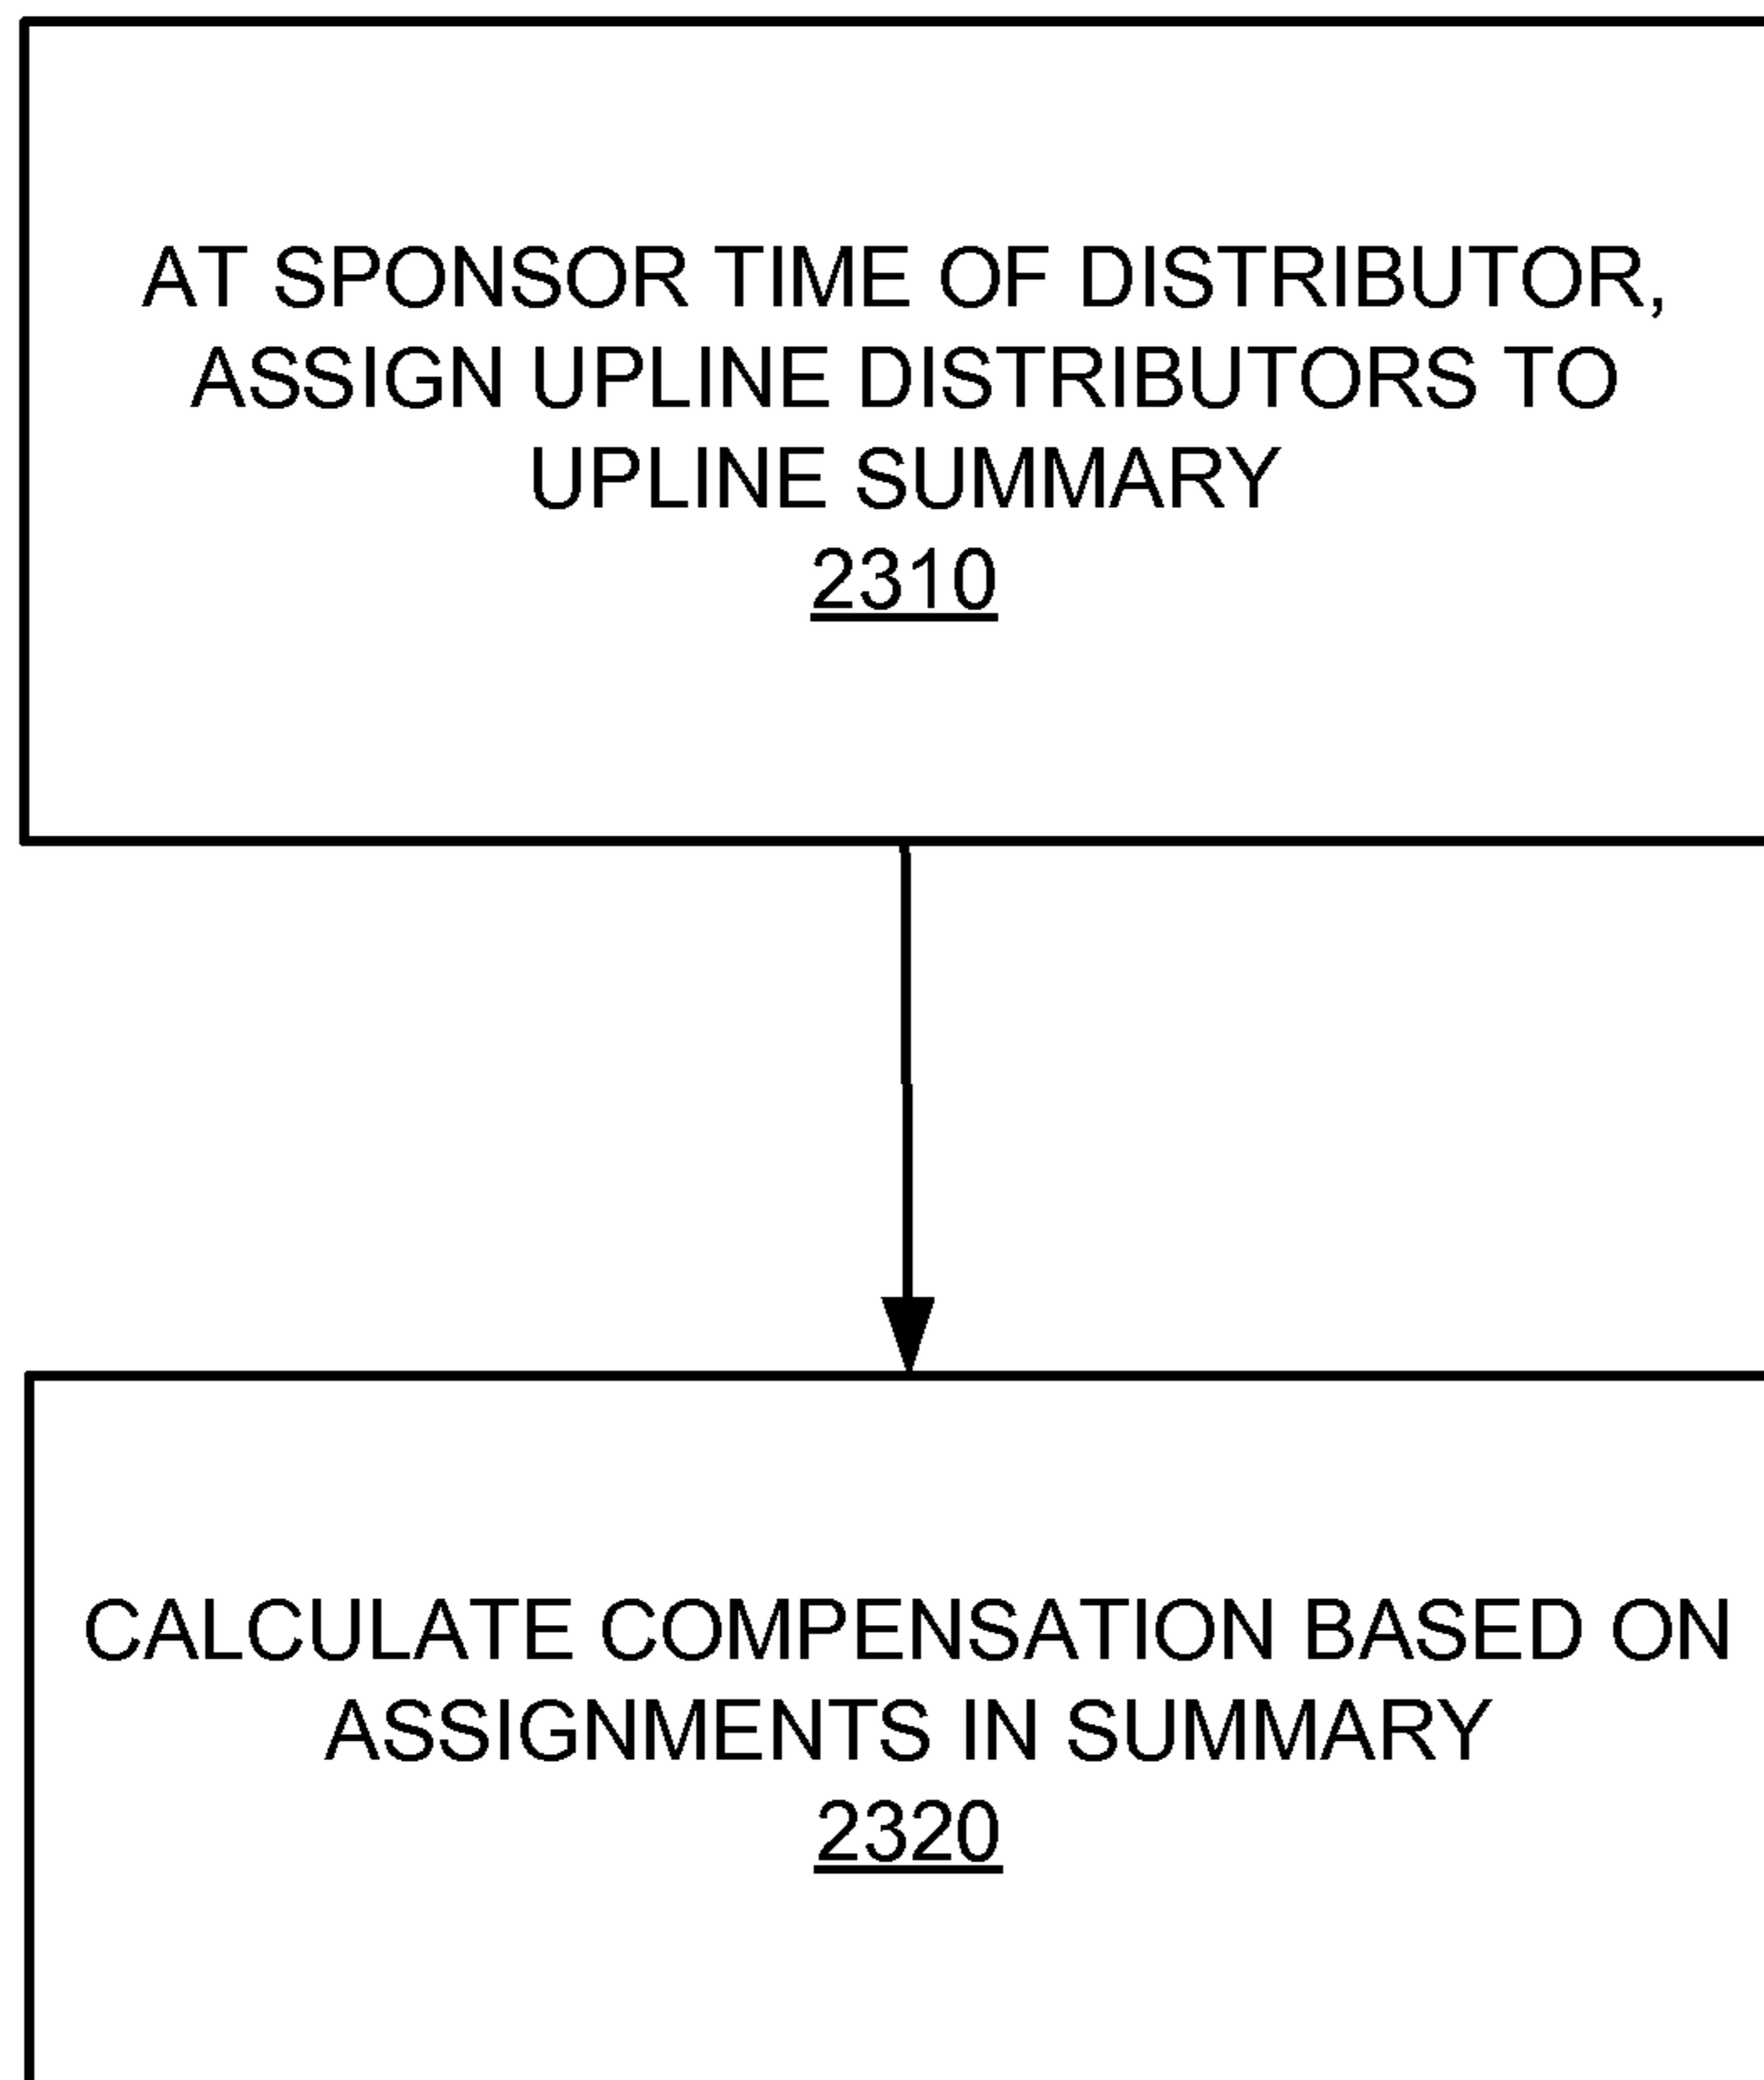 AT SPONSOR TIME OF DISTRIBUTOR,
ASSIGN UPLINE DISTRIBUTORS TO
UPLINE SUMMARY
2310
CALCULATE COMPENSATION BASED ON
ASSIGNMENTS IN SUMMARY
2320